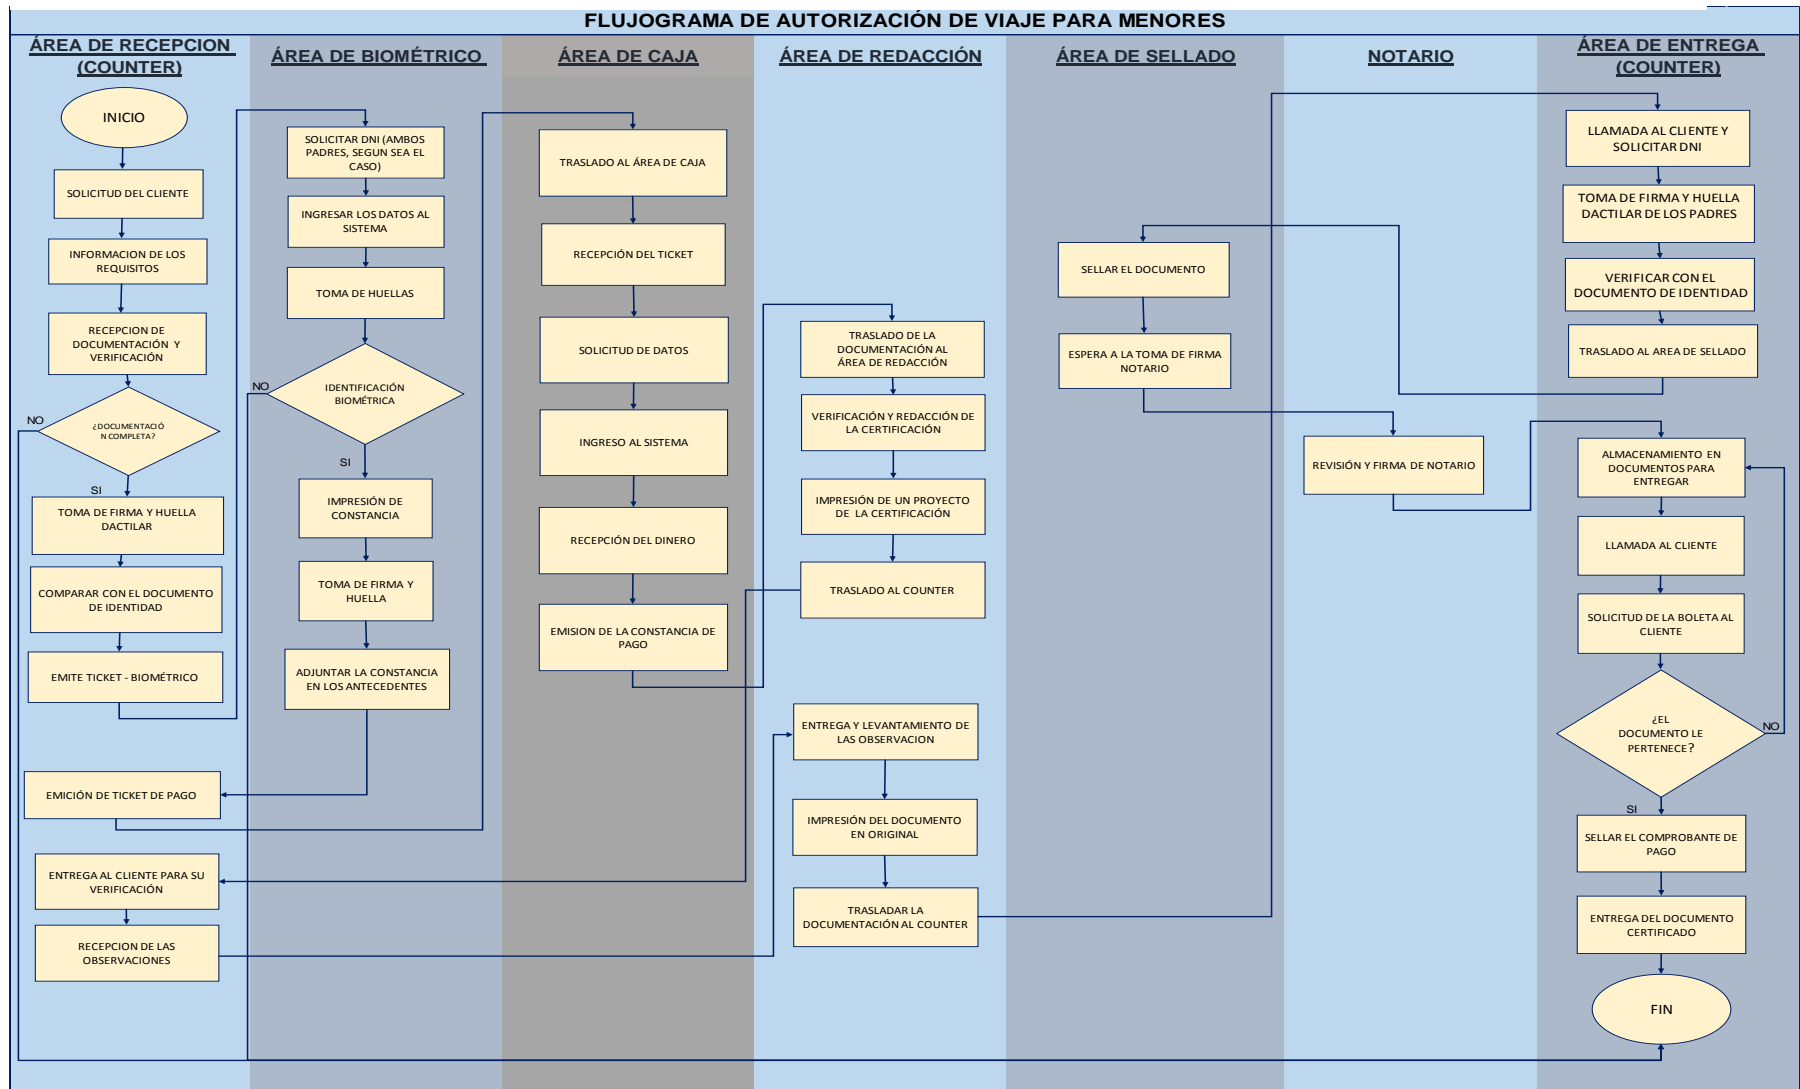 FLUJOGRAMA DE AUTORIZACIÓN DE VIAJE PARA MENORES
ÁREA DE RECEPCION
(COUNTER)
INICIO
SOLICITUD DEL CLIENTE
INFORMACION DE LOS
REQUISITOS
RECEPCION DE
DOCUMENTACIÓN Y
VERIFICACIÓN
NO
¿DOCUMENTACIÓ
N COMPLETA?
SI
TOMA DE FIRMA Y HUELLA
DACTILAR
COMPARAR CON EL DOCUMENTO
DE IDENTIDAD
EMITE TICKET - BIOMÉTRICO
EMICIÓN DE TICKET DE PAGO
ENTREGA AL CLIENTE PARA SU
VERIFICACIÓN
RECEPCION DE LAS
OBSERVACIONES
ÁREA DE BIOMÉTRICO
SOLICITAR DNI (AMBOS
PADRES, SEGUN SEA EL
CASO)
INGRESAR LOS DATOS AL
SISTEMA
TOMA DE HUELLAS
NO
IDENTIFICACIÓN
BIOMÉTRICA
SI
IMPRESIÓN DE
CONSTANCIA
TOMA DE FIRMA Y
HUELLA
ADJUNTAR LA CONSTANCIA
EN LOS ANTECEDENTES
ÁREA DE CAJA
TRASLADO AL ÁREA DE CAJA
RECEPCIÓN DEL TICKET
SOLICITUD DE DATOS
INGRESO AL SISTEMA
RECEPCIÓN DEL DINERO
EMISION DE LA CONSTANCIA DE
PAGO
ÁREA DE REDACCIÓN
TRASLADO DE LA
DOCUMENTACIÓN AL
ÁREA DE REDACCIÓN
VERIFICACIÓN Y REDACCIÓN DE
LA CERTIFICACIÓN
IMPRESIÓN DE UN PROYECTO
DE LA CERTIFICACIÓN
TRASLADO AL COUNTER
ENTREGA Y LEVANTAMIENTO DE
LAS OBSERVACION
IMPRESIÓN DEL DOCUMENTO
EN ORIGINAL
TRASLADAR LA
DOCUMENTACIÓN AL COUNTER
ÁREA DE SELLADO
SELLAR EL DOCUMENTO
ESPERA A LA TOMA DE FIRMA
NOTARIO
NOTARIO
REVISIÓN Y FIRMA DE NOTARIO
ÁREA DE ENTREGA
(COUNTER)
LLAMADA AL CLIENTE Y
SOLICITAR DNI
TOMA DE FIRMA Y HUELLA
DACTILAR DE LOS PADRES
VERIFICAR CON EL
DOCUMENTO DE IDENTIDAD
TRASLADO AL AREA DE SELLADO
ALMACENAMIENTO EN
DOCUMENTOS PARA
ENTREGAR
LLAMADA AL CLIENTE
SOLICITUD DE LA BOLETA AL
CLIENTE
¿EL
DOCUMENTO LE
PERTENECE?
NO
SI
SELLAR EL COMPROBANTE DE
PAGO
ENTREGA DEL DOCUMENTO
CERTIFICADO
FIN